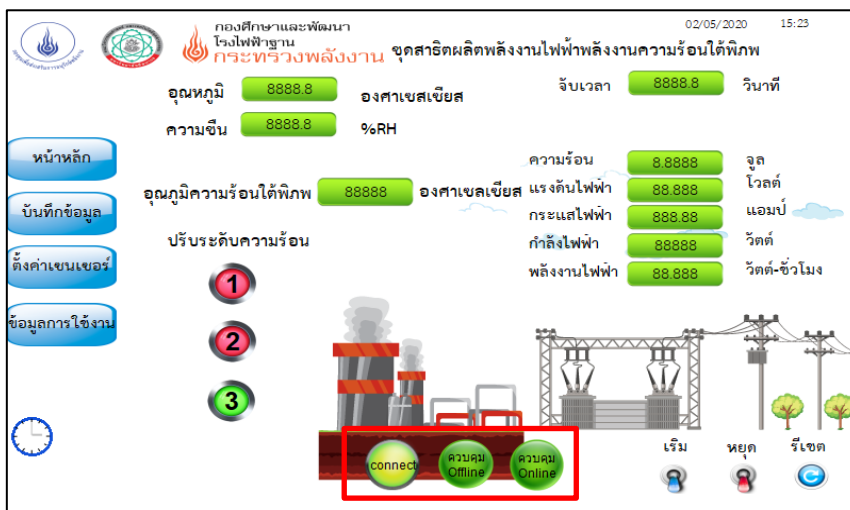 กองศึกษาและพัฒนา
โรงไฟฟ้าฐาน
กระทรวงพลังงาน
ชุดสาธิตผลิตพลังงานไฟฟ้าพลังงานความร้อนใต้พิภพ
02/05/2020 15:23
อุณหภูมิ 8888.8 องศาเซสเซียส
จับเวลา 8888.8 วินาที
ความชืน 8888.8 %RH
หน้าหลัก
บันทึกข้อมูล
ตั้งค่าเซนเซอร์
ข้อมูลการใช้งาน
อุณภูมิความร้อนใต้พิภพ 88888 องศาเซลเซียส
ความร้อน 8.8888 จูล
แรงดันไฟฟ้า 88.888 โวลต์
กระแสไฟฟ้า 888.88 แอมป์
กำลังไฟฟ้า 88888 วัตต์
พลังงานไฟฟ้า 88.888 วัตต์-ชั่วโมง
ปรับระดับความร้อน
1
2
3
connect
ควบคุม
Offline
ควบคุม
Online
เริ่ม
หยุด
รีเซต